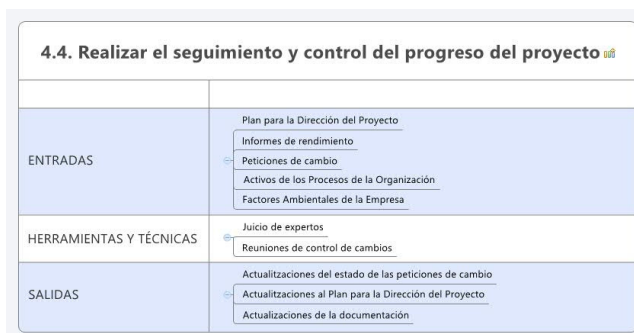 4.4. Realizar el seguimiento y control del progreso del proyecto
ENTRADAS
Plan para la Dirección del Proyecto
Informes de rendimiento
Peticiones de cambio
Activos de los Procesos de la Organización
Factores Ambientales de la Empresa
HERRAMIENTAS Y TÉCNICAS
Juicio de expertos
Reuniones de control de cambios
SALIDAS
Actualitzaciones del estado de las peticiones de cambio
Actualitzaciones al Plan para la Dirección del Proyecto
Actualizaciones de la documentación